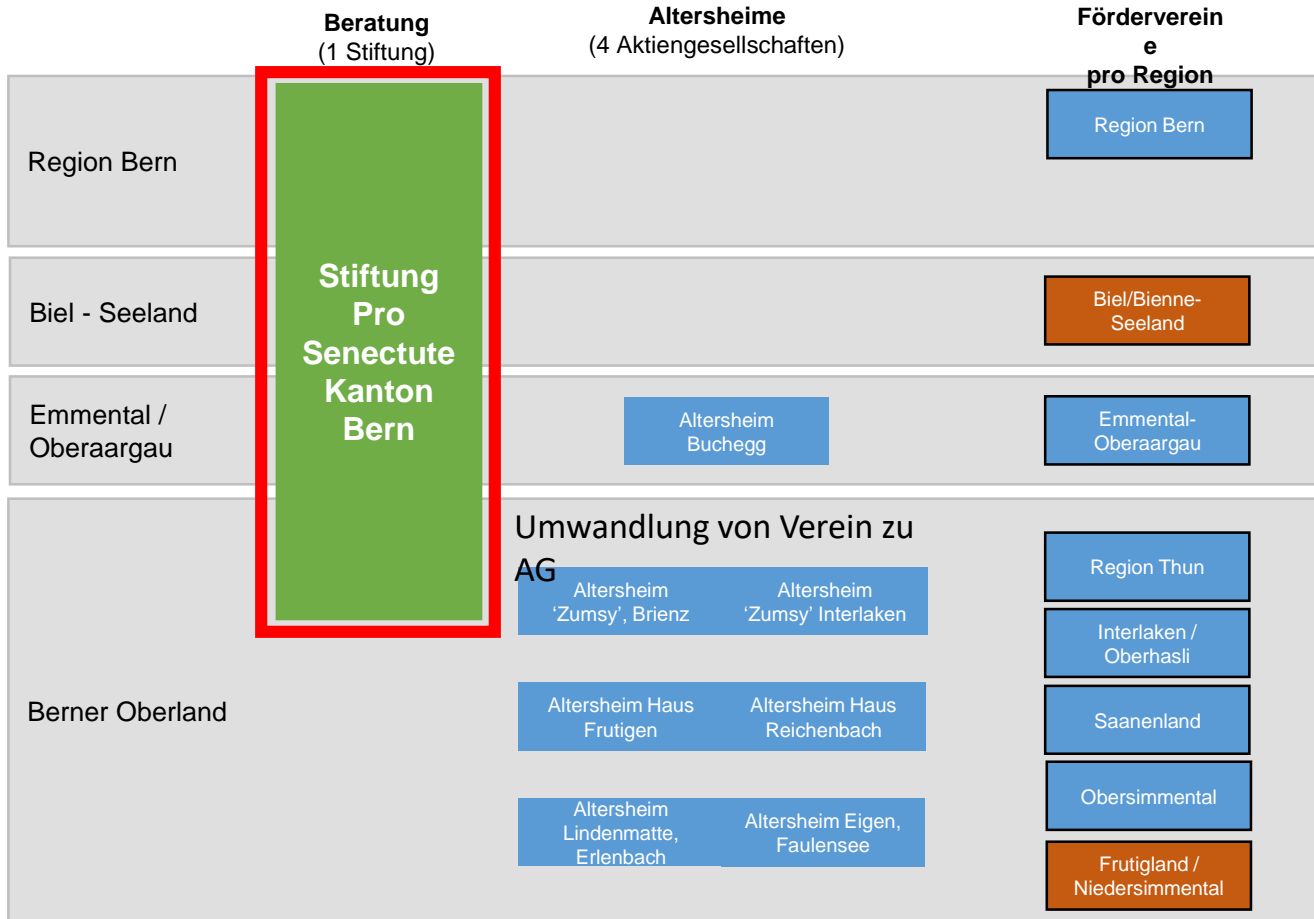 Beratung
(1 Stiftung)
Altersheime
(4 Aktiengesellschaften)
Förderverein
e
pro Region
Region Bern
Region Bern
Stiftung
Pro
Senectute
Kanton
Bern
Biel - Seeland
Biel/Bienne-
Seeland
Emmental /
Oberaargau
Altersheim
Buchegg
Emmental-
Oberaargau
Berner Oberland
Umwandlung von Verein zu
AG
Altersheim
‘Zumsy’, Brienz
Altersheim
‘Zumsy’ Interlaken
Altersheim Haus
Frutigen
Altersheim Haus
Reichenbach
Altersheim
Lindenmatte,
Erlenbach
Altersheim Eigen,
Faulensee
Region Thun
Interlaken /
Oberhasli
Saanenland
Obersimmental
Frutigland /
Niedersimmental